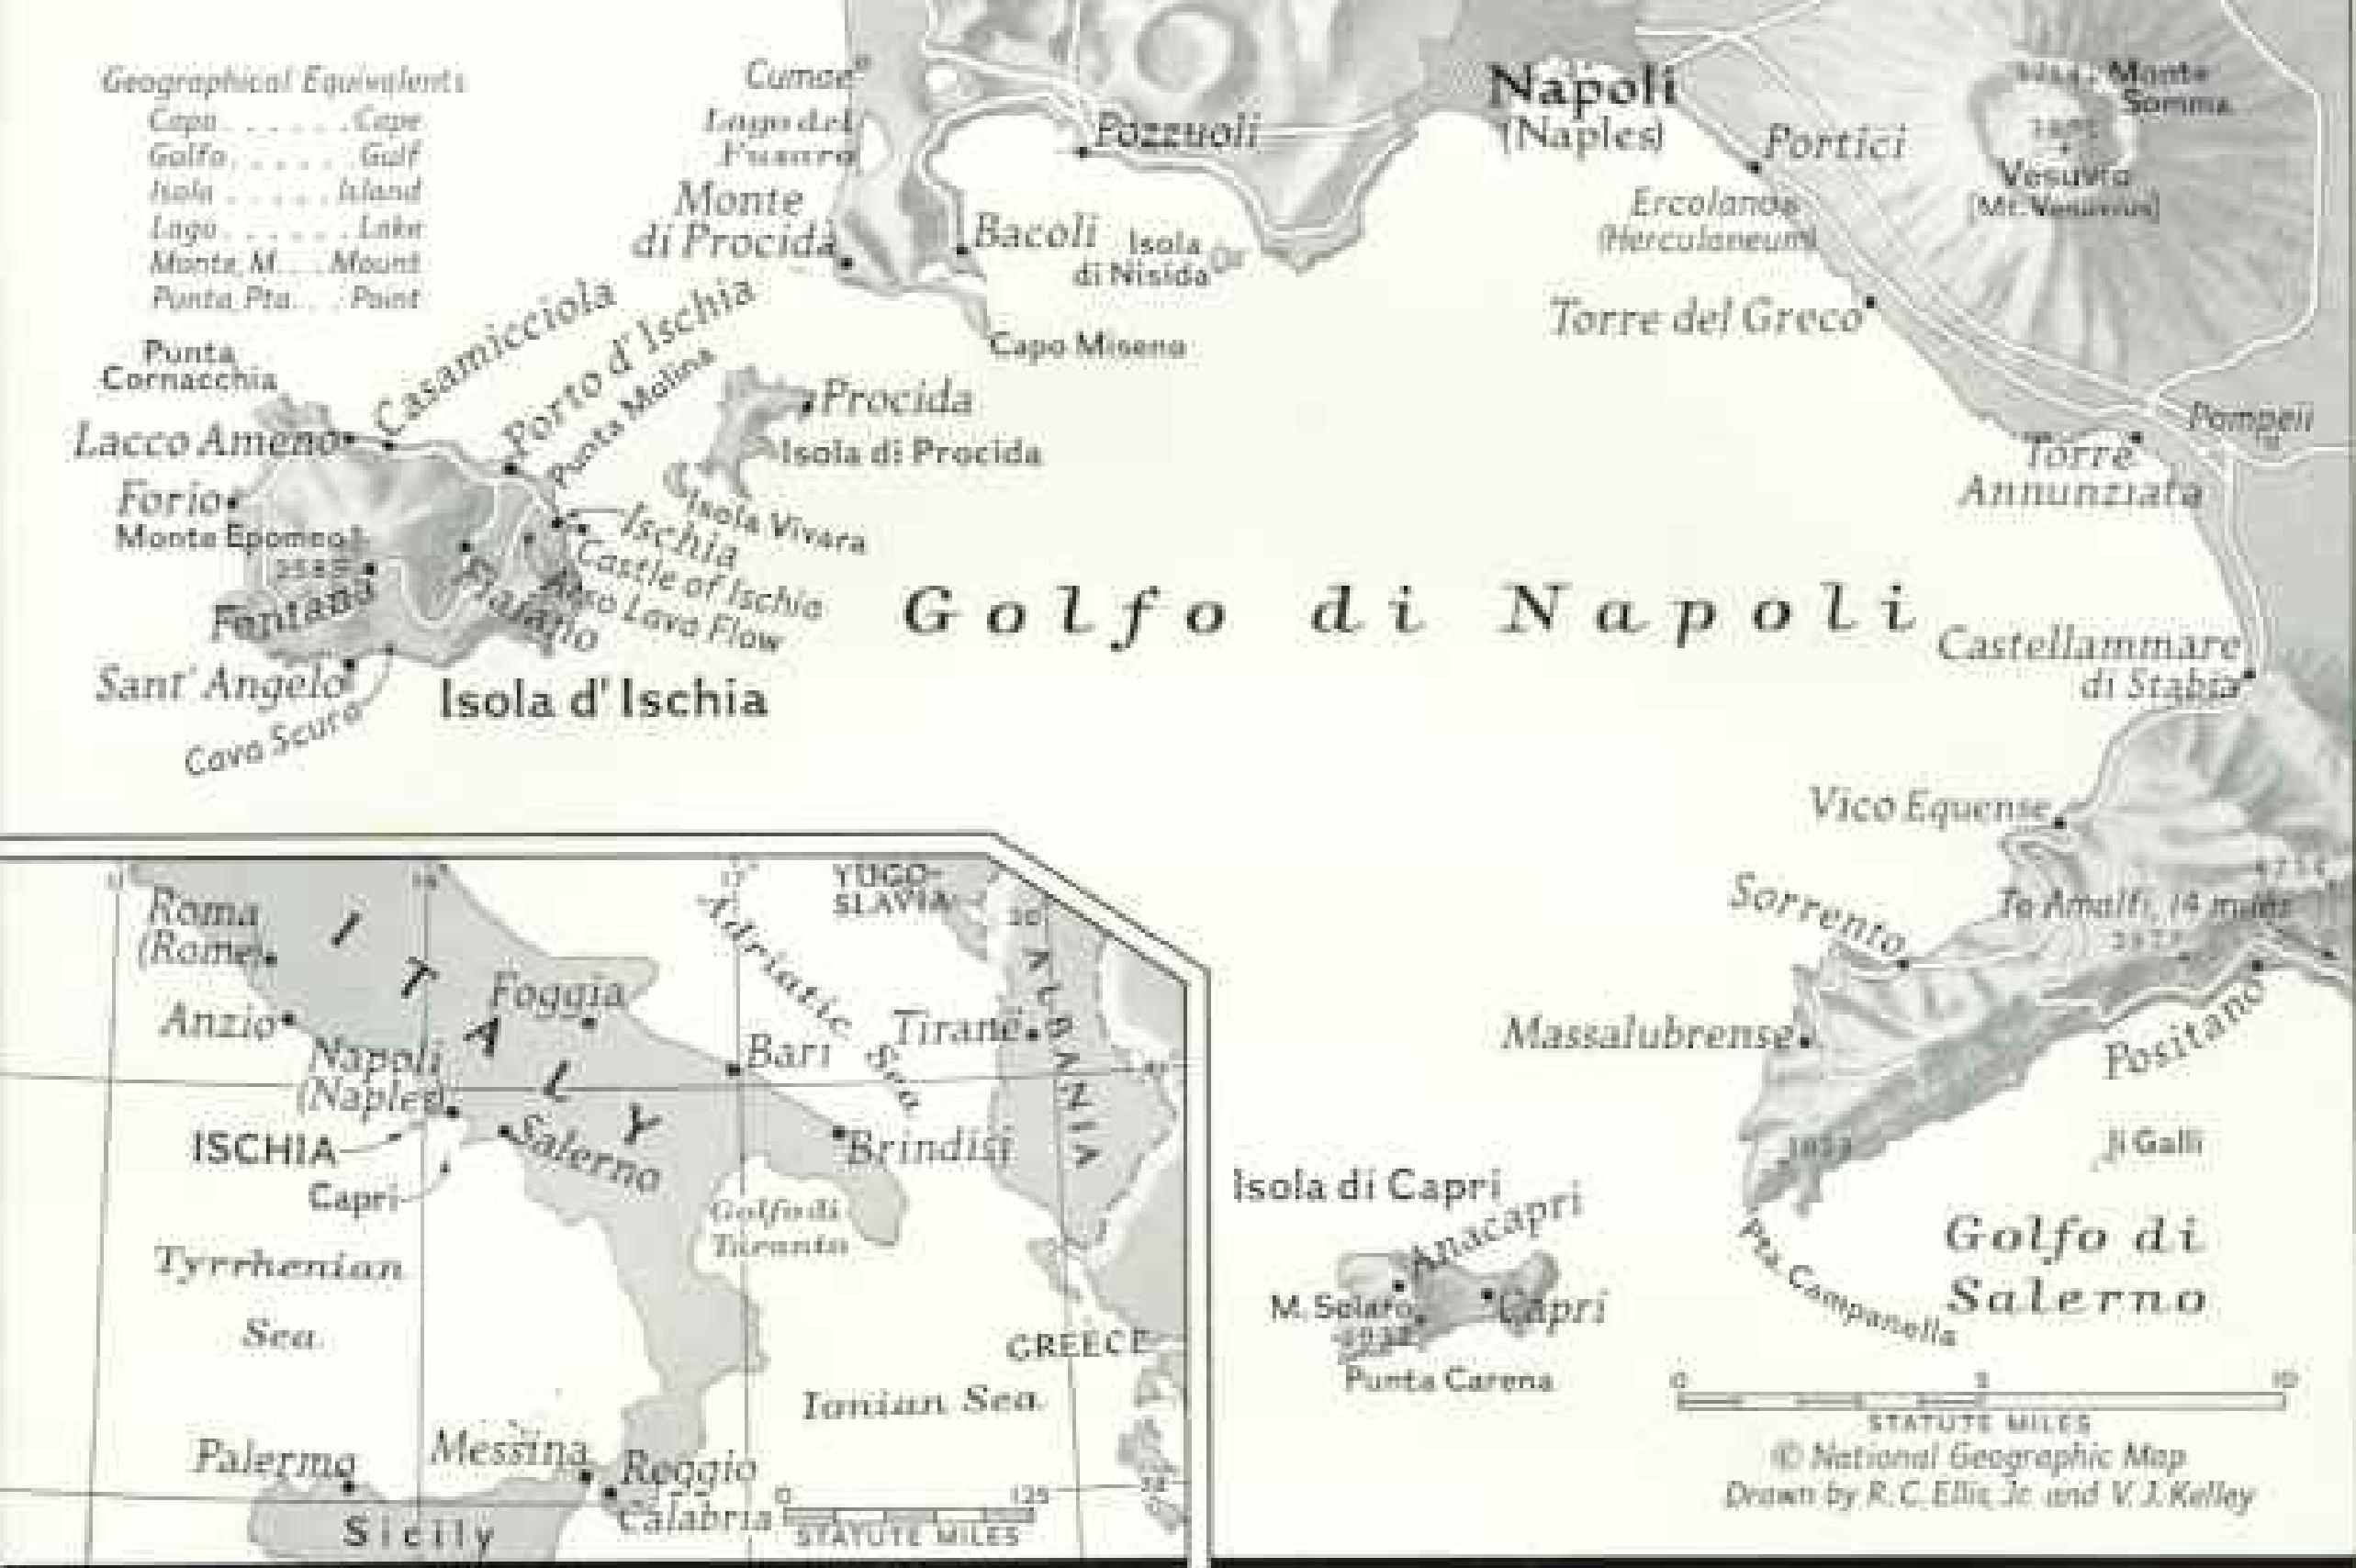 Geographical Equivalents
Capo. . . . . . .Cape
Golfo. . . . . . Gulf
Isola . . . . . .Island
Lago. . . . . . Lake
Monte, M. . . Mount
Punta, Pta. . . Point
Cumae
Lago del
Fusaro
Monte
di Procida
Pozzuoli
Bacoli
Isola
di Nisida
Capo Miseno
Napoli
(Naples)
Portici
Ercolano
(Herculaneum)
Torre del Greco
Monte
Somma
Vesuvio
(Mt. Vesuvius)
Pompeii
Torre
Annunziata
Punta
Cornacchia
Casamicciola
Porto d'Ischia
Punta Molina
Lacco Ameno
Forio
Monte Epomeo
Fontana
Sant' Angelo
Cava Scura
Procida
Isola di Procida
Isola Vivara
Ischia
Castle of Ischia
Arso Lava Flow
Isola d'Ischia
Golfo di Napoli
Castellammare
di Stabia
Vico Equense
Sorrento
To Amalfi, 14 miles
Massalubrense
Positano
Li Galli
Pta. Campanella
Golfo di
Salerno
Isola di Capri
Anacapri
M. Solaro
Capri
Punta Carena
0 5 10
STATUTE MILES
© National Geographic Map
Drawn by R. C. Ellis, Jr. and V. J. Kelley
ITALY
Roma
(Rome)
Anzio
Napoli
(Naples)
ISCHIA
Capri
Foggia
Salerno
Bari
Brindisi
Adriatic Sea
YUGO-
SLAVIA
20°
Tiranë
ALBANIA
Golfo di
Taranto
Tyrrhenian
Sea
GREECE
Ionian Sea
Palermo
Messina
Reggio
Calabria
Sicily
0 125
STATUTE MILES